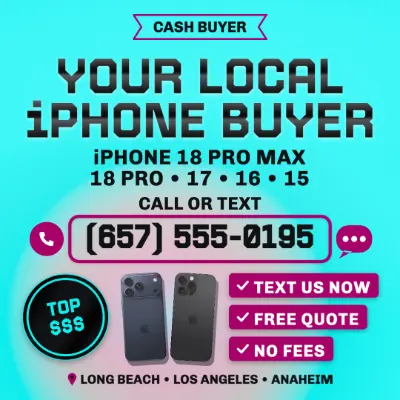 CASH BUYER
YOUR LOCAL
iPHONE BUYER
iPHONE 18 PRO MAX
18 PRO • 17 • 16 • 15
CALL OR TEXT
(657) 555-0195
TOP
$$$
TEXT US NOW
FREE QUOTE
NO FEES
LONG BEACH • LOS ANGELES • ANAHEIM